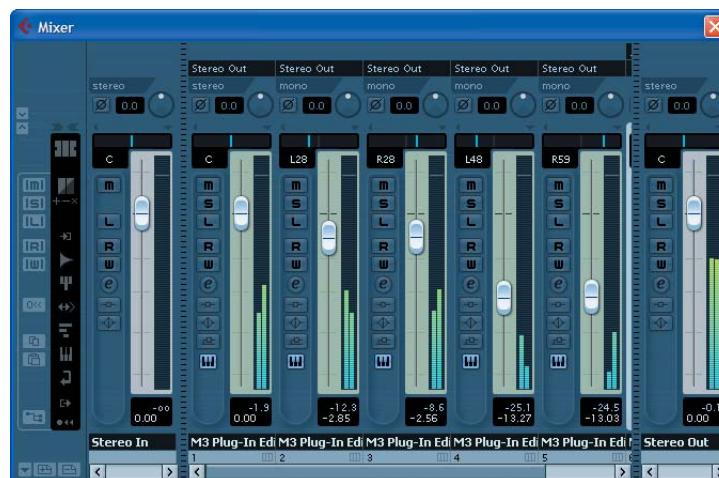 Mixer
Stereo Out Stereo Out Stereo Out Stereo Out Stereo Out
stereo stereo mono mono mono mono stereo
0.0 0.0 0.0 0.0 0.0 0.0 0.0
C C L28 R28 L48 R59 C
m m m m m m m
S S S S S S
L L L L L L L
R R R R R R R
W W W W W W W
e e e e e e e
[m]
[S]
[L]
[R]
[W]
-oo -1.9 -12.3 -8.6 -25.1 -24.5
0.00 0.00 -2.85 -2.56 -13.27 -13.03 0.00
Stereo In M3 Plug-In Edi M3 Plug-In Edi M3 Plug-In Edi M3 Plug-In Edi M3 Plug-In Edi Stereo Out
1 2 3 4 5